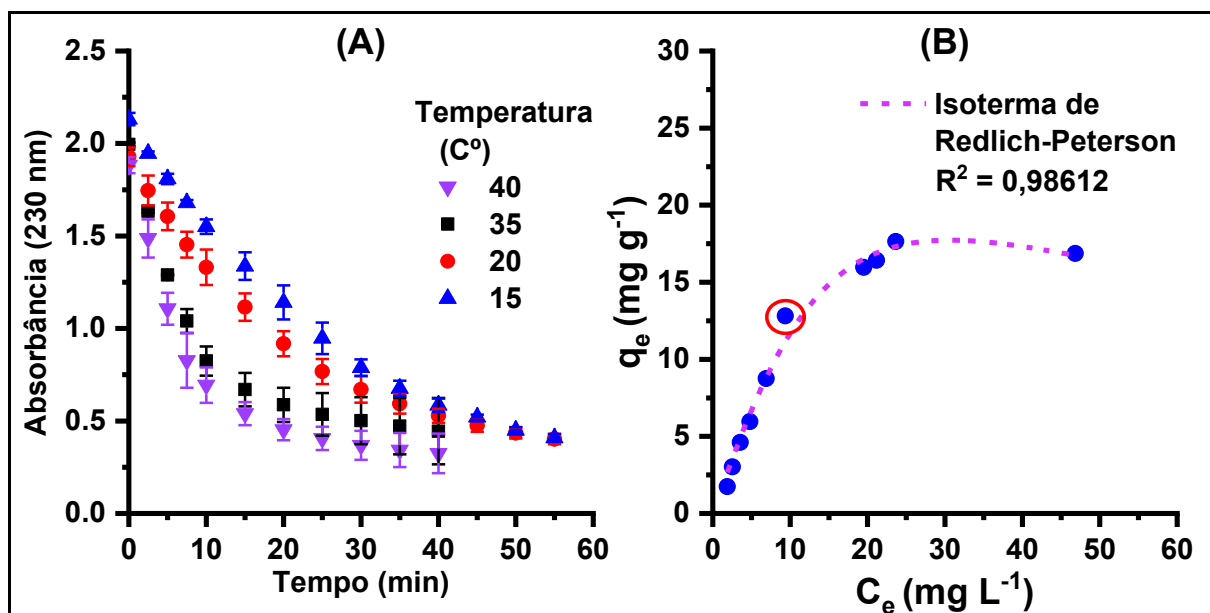 (A)
Absorbância (230 nm)
2.5
2.0
1.5
1.0
0.5
0.0
Temperatura
(Cº)
40
35
20
15
0 10 20 30 40 50 60
Tempo (min)
(B)
qe (mg g-1)
30
25
20
15
10
5
0
Isoterma de
Redlich-Peterson
R2 = 0,98612
0 10 20 30 40 50 60
Ce (mg L-1)